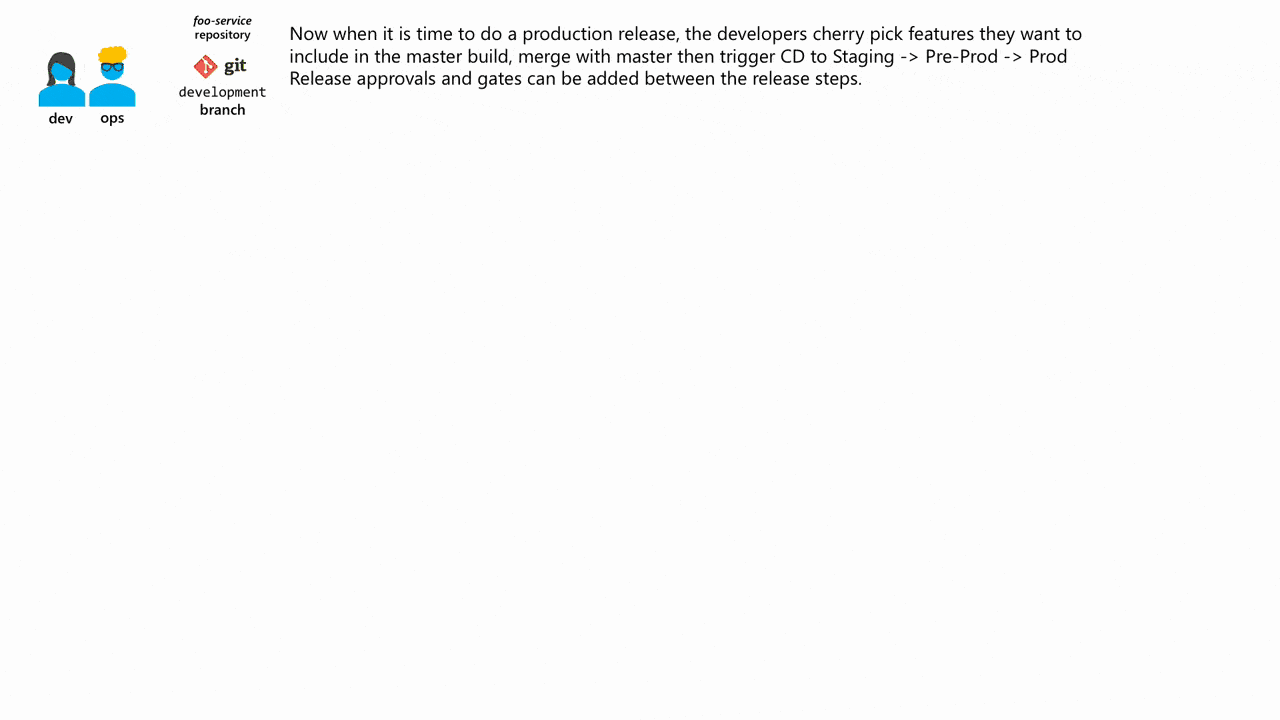 foo-service
repository
git
development
branch
dev
ops
Now when it is time to do a production release, the developers cherry pick features they want to
include in the master build, merge with master then trigger CD to Staging -> Pre-Prod -> Prod
Release approvals and gates can be added between the release steps.